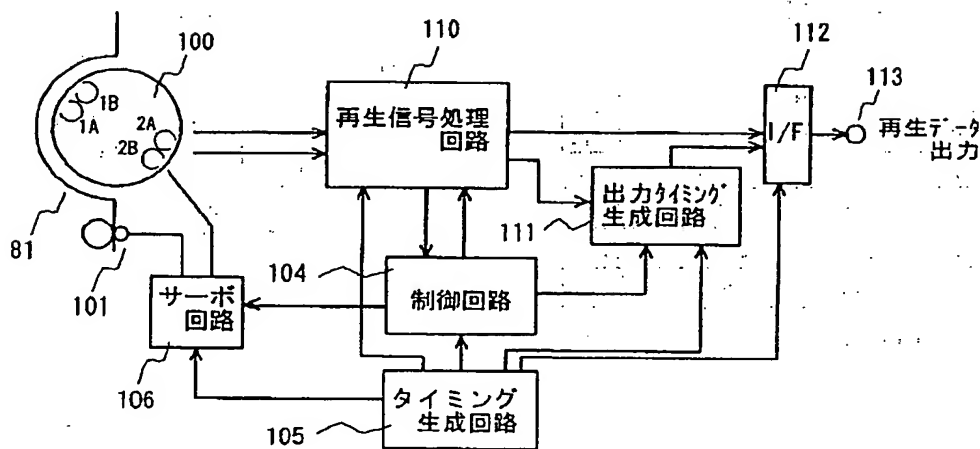 100
110
112
113
1B
1A
2A
2B
再生信号処理
回路
I/F
再生データ
出力
出力タイミング
生成回路
111
81
101
104
制御回路
サーボ
回路
106
タイミング
生成回路
105